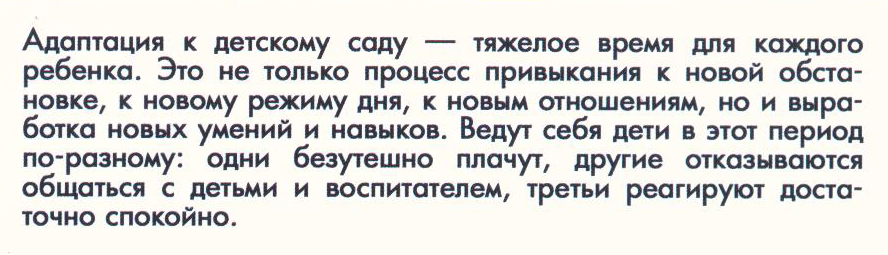 Адаптация к детскому саду — тяжелое время для каждого
ребенка. Это не только процесс привыкания к новой обста-
новке, к новому режиму дня, к новым отношениям, но и выра-
ботка новых умений и навыков. Ведут себя дети в этот период
по-разному: одни безутешно плачут, другие отказываются
общаться с детьми и воспитателем, третьи реагируют доста-
точно спокойно.